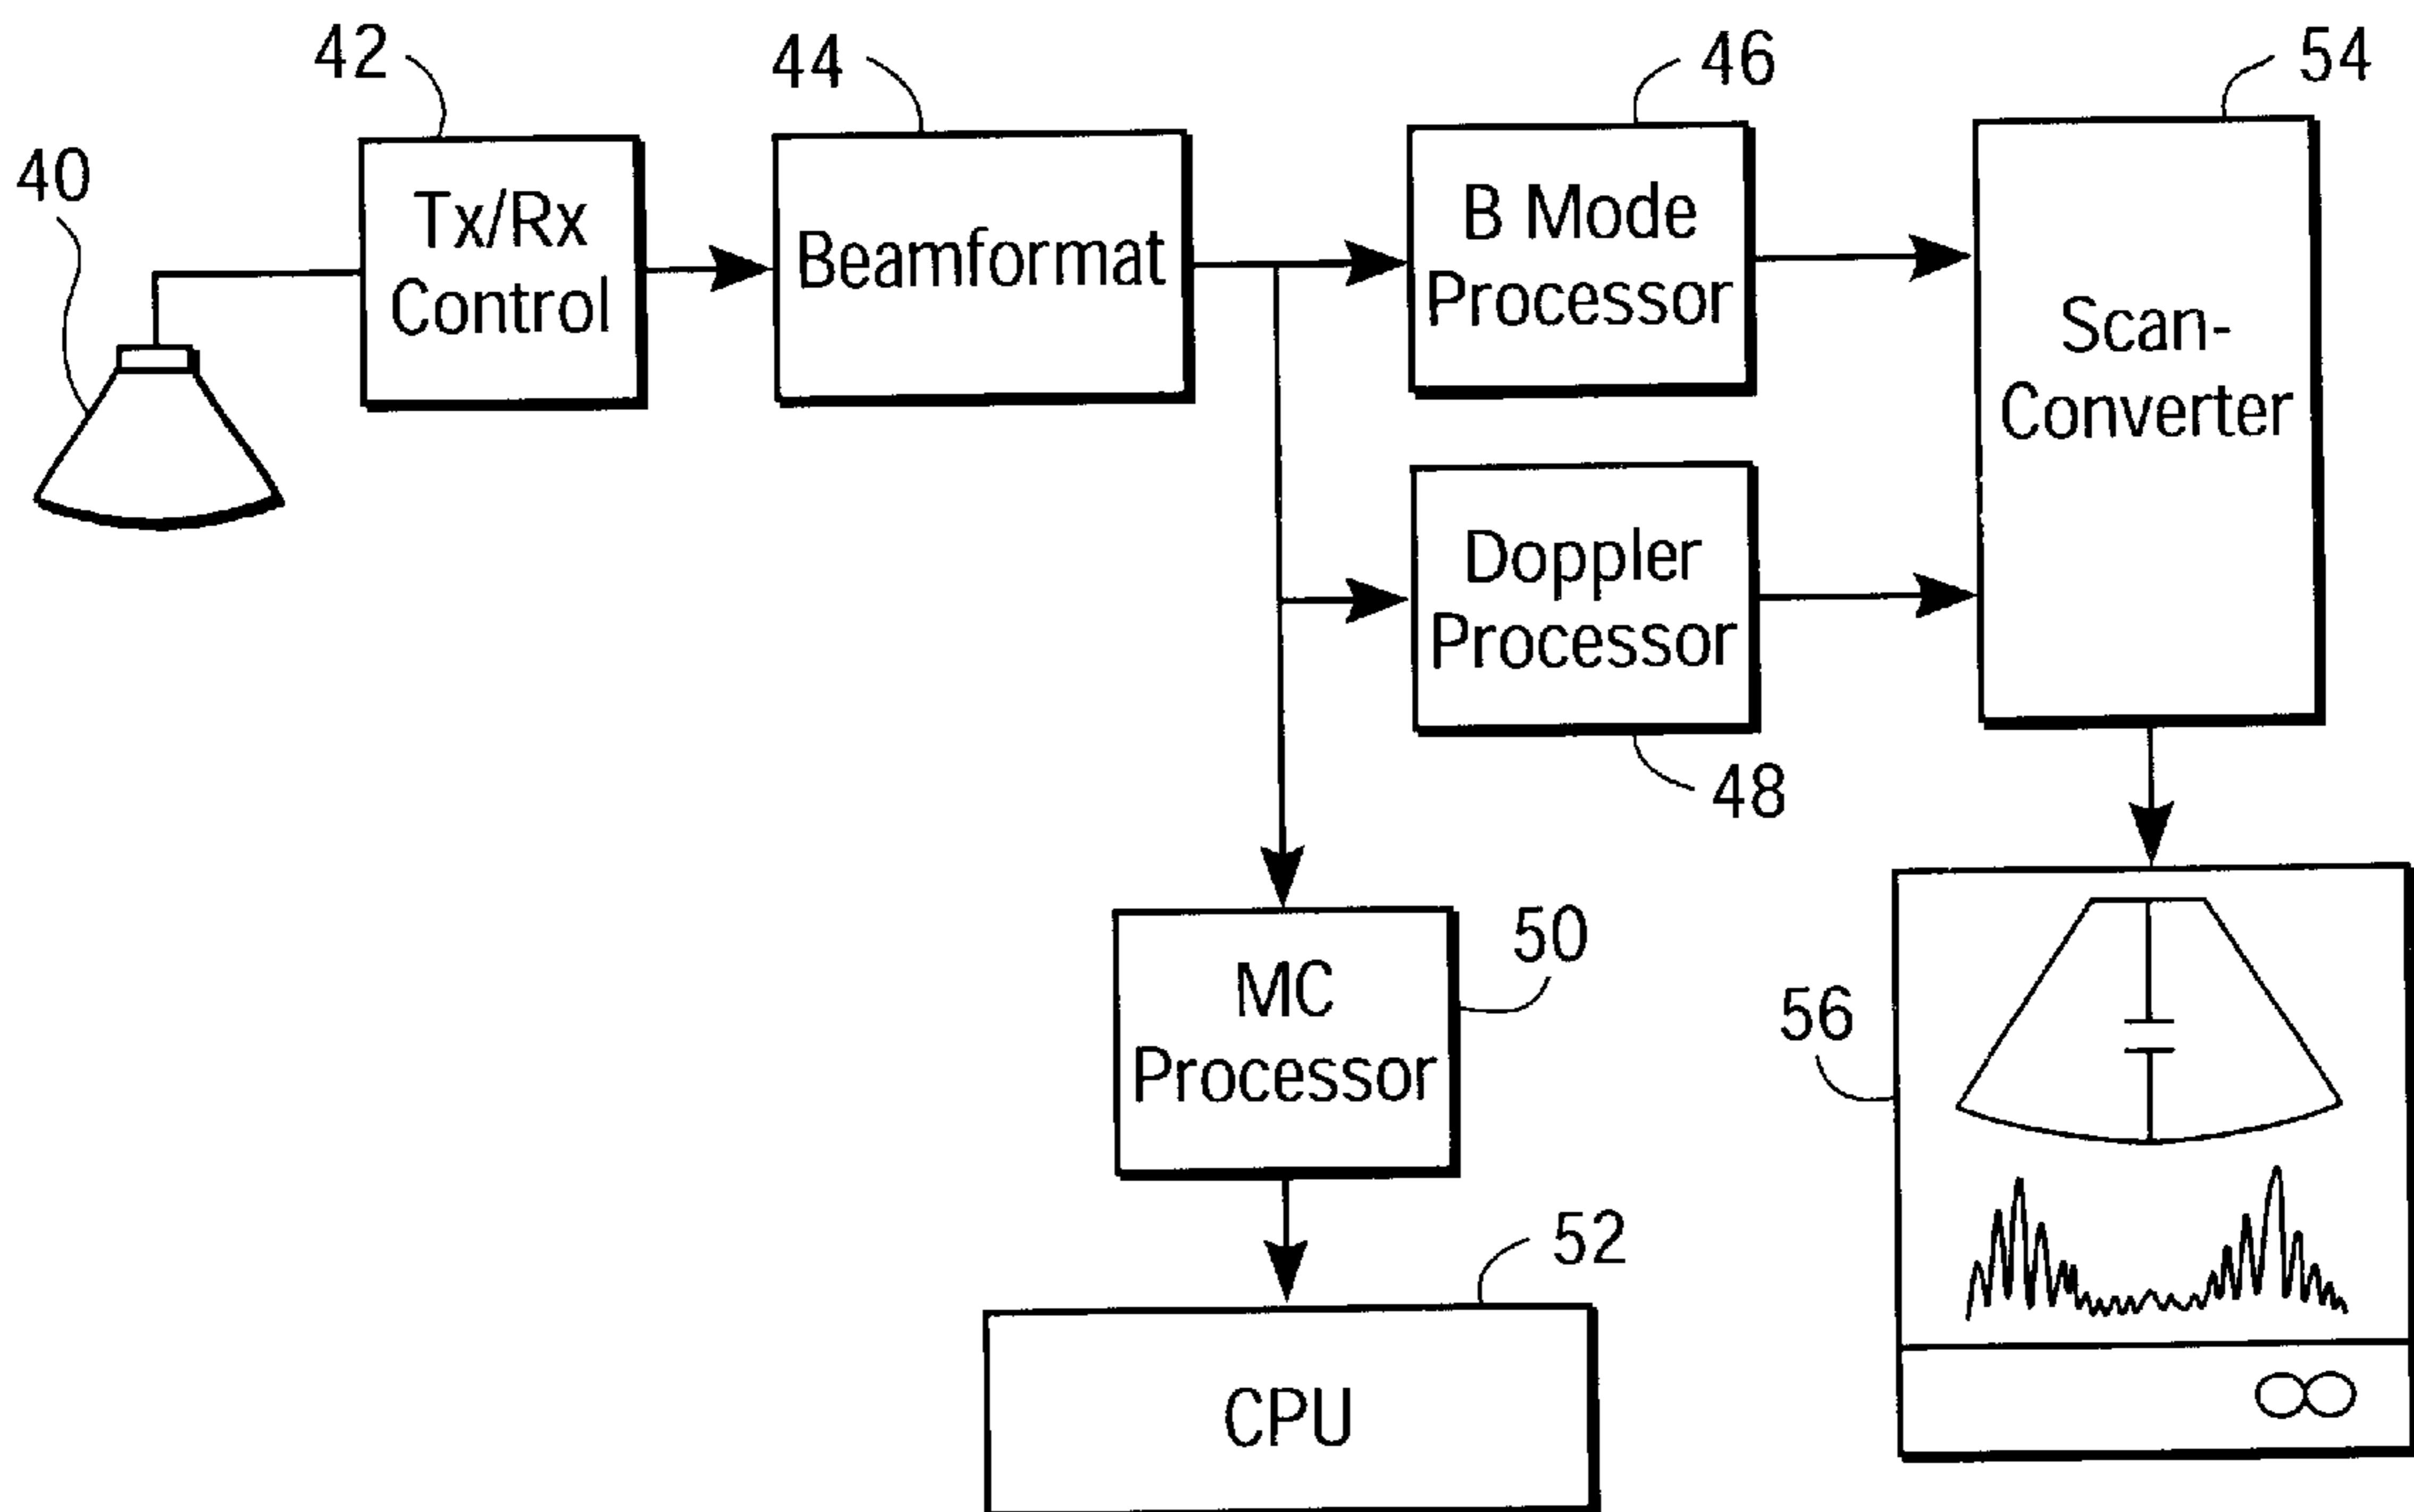 42
44
46
54
40
Tx/Rx
Control
Beamformat
B Mode
Processor
Scan-
Converter
Doppler
Processor
48
MC
Processor
50
56
52
CPU